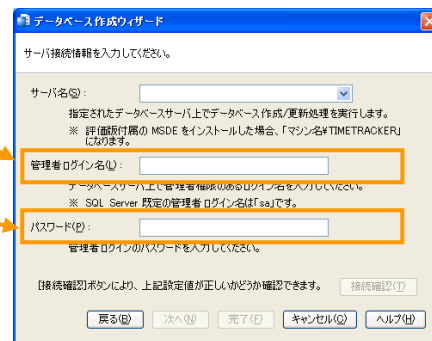 データベース作成ウィザード
サーバ接続情報を入力してください。
サーバ名(S):
指定されたデータベースサーバ上でデータベース作成/更新処理を実行します。
※ 評価版付属の MSDE をインストールした場合、「マシン名¥TIMETRACKER」
になります。
管理者ログイン名(L):
データベースサーバ上で管理者権限のあるログイン名を入力してください。
※ SQL Server 既定の管理者ログイン名は「sa」です。
パスワード(P):
管理者ログインのパスワードを入力してください。
[接続確認]ボタンにより、上記設定値が正しいかどうか確認できます。
接続確認(T)
戻る(B)
次へ(N)
完了(F)
キャンセル(C)
ヘルプ(H)